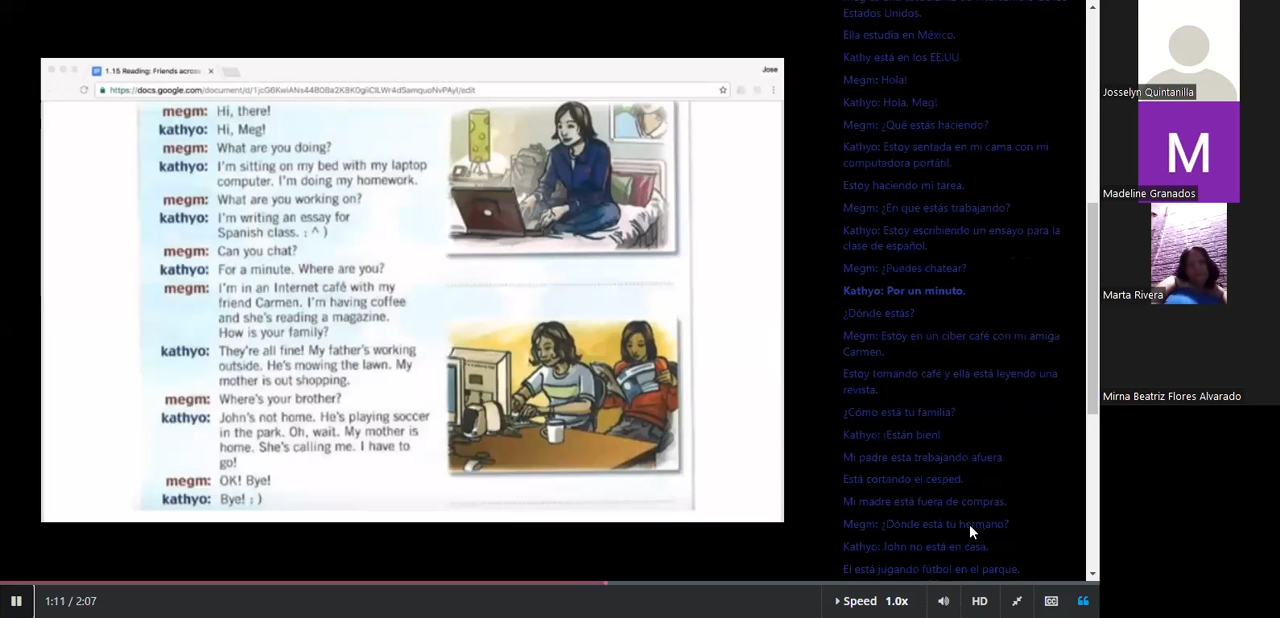 1.15 Reading: Friends across
Jose
https://docs.google.com/document/d/
megm: Hi, there!
kathyo: Hi, Meg!
megm: What are you doing?
kathyo: I'm sitting on my bed with my laptop
computer. I'm doing my homework.
megm: What are you working on?
kathyo: I'm writing an essay for
Spanish class. : ^ )
megm: Can you chat?
kathyo: For a minute. Where are you?
megm: I'm in an Internet café with my
friend Carmen. I'm having coffee
and she's reading a magazine.
How is your family?
kathyo: They're all fine! My father's working
outside. He's mowing the lawn. My
mother is out shopping.
megm: Where's your brother?
kathyo: John's not home. He's playing soccer
in the park. Oh, wait. My mother is
home. She's calling me. I have to
go!
megm: OK! Bye!
kathyo: Bye! : )
Estados Unidos.
Ella estudia en México.
Kathy está en los EE.UU.
Megm: Hola!
Kathyo: Hola, Meg!
Megm: ¿Qué estás haciendo?
Kathyo: Estoy sentada en mi cama con mi
computadora portátil.
Estoy haciendo mi tarea.
Megm: ¿En que estás trabajando?
Kathyo: Estoy escribiendo un ensayo para la
clase de español.
Megm: ¿Puedes chatear?
Kathyo: Por un minuto.
¿Dónde estás?
Megm: Estoy en un ciber café con mi amiga
Carmen.
Estoy tomando café y ella está leyendo una
revista.
¿Cómo está tu familia?
Kathyo: ¡Están bien!
Mi padre esta trabajando afuera.
Está cortando el césped.
Mi madre está fuera de compras.
Megm: ¿Dónde está tu hermano?
Kathyo: John no está en casa.
El está jugando fútbol en el parque.
1:11 / 2:07
Speed 1.0x
HD
CC
Josselyn Quintanilla
M
Madeline Granados
Marta Rivera
Mirna Beatriz Flores Alvarado